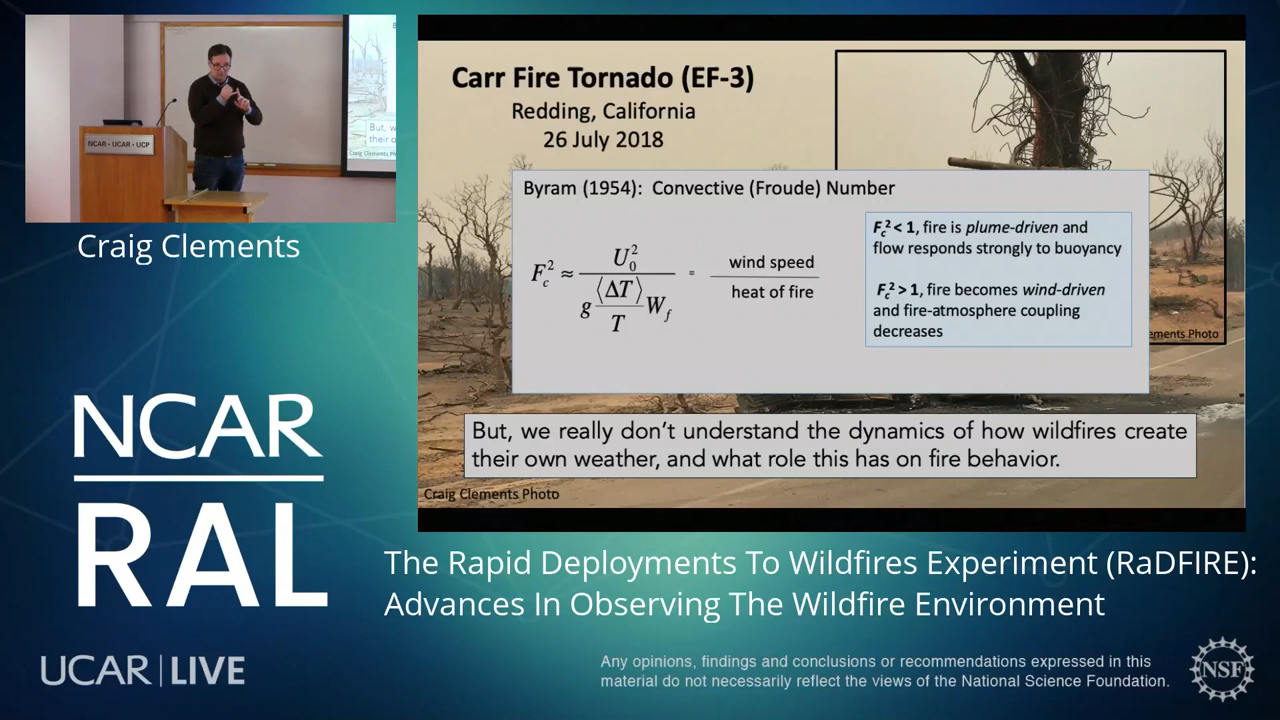 NCAR • UCAR • UCP
But, w
their o
Craig Clements Ph
Craig Clements
NCAR
RAL
UCAR | LIVE
Carr Fire Tornado (EF-3)
Redding, California
26 July 2018
Byram (1954): Convective (Froude) Number
F_c^2 ≈ U_0^2 / (g (⟨ΔT⟩ / T) W_f) = wind speed / heat of fire
F_c^2 < 1, fire is plume-driven and
flow responds strongly to buoyancy
F_c^2 > 1, fire becomes wind-driven
and fire-atmosphere coupling
decreases
ements Photo
But, we really don't understand the dynamics of how wildfires create
their own weather, and what role this has on fire behavior.
Craig Clements Photo
The Rapid Deployments To Wildfires Experiment (RaDFIRE):
Advances In Observing The Wildfire Environment
Any opinions, findings and conclusions or recommendations expressed in this
material do not necessarily reflect the views of the National Science Foundation.
NSF